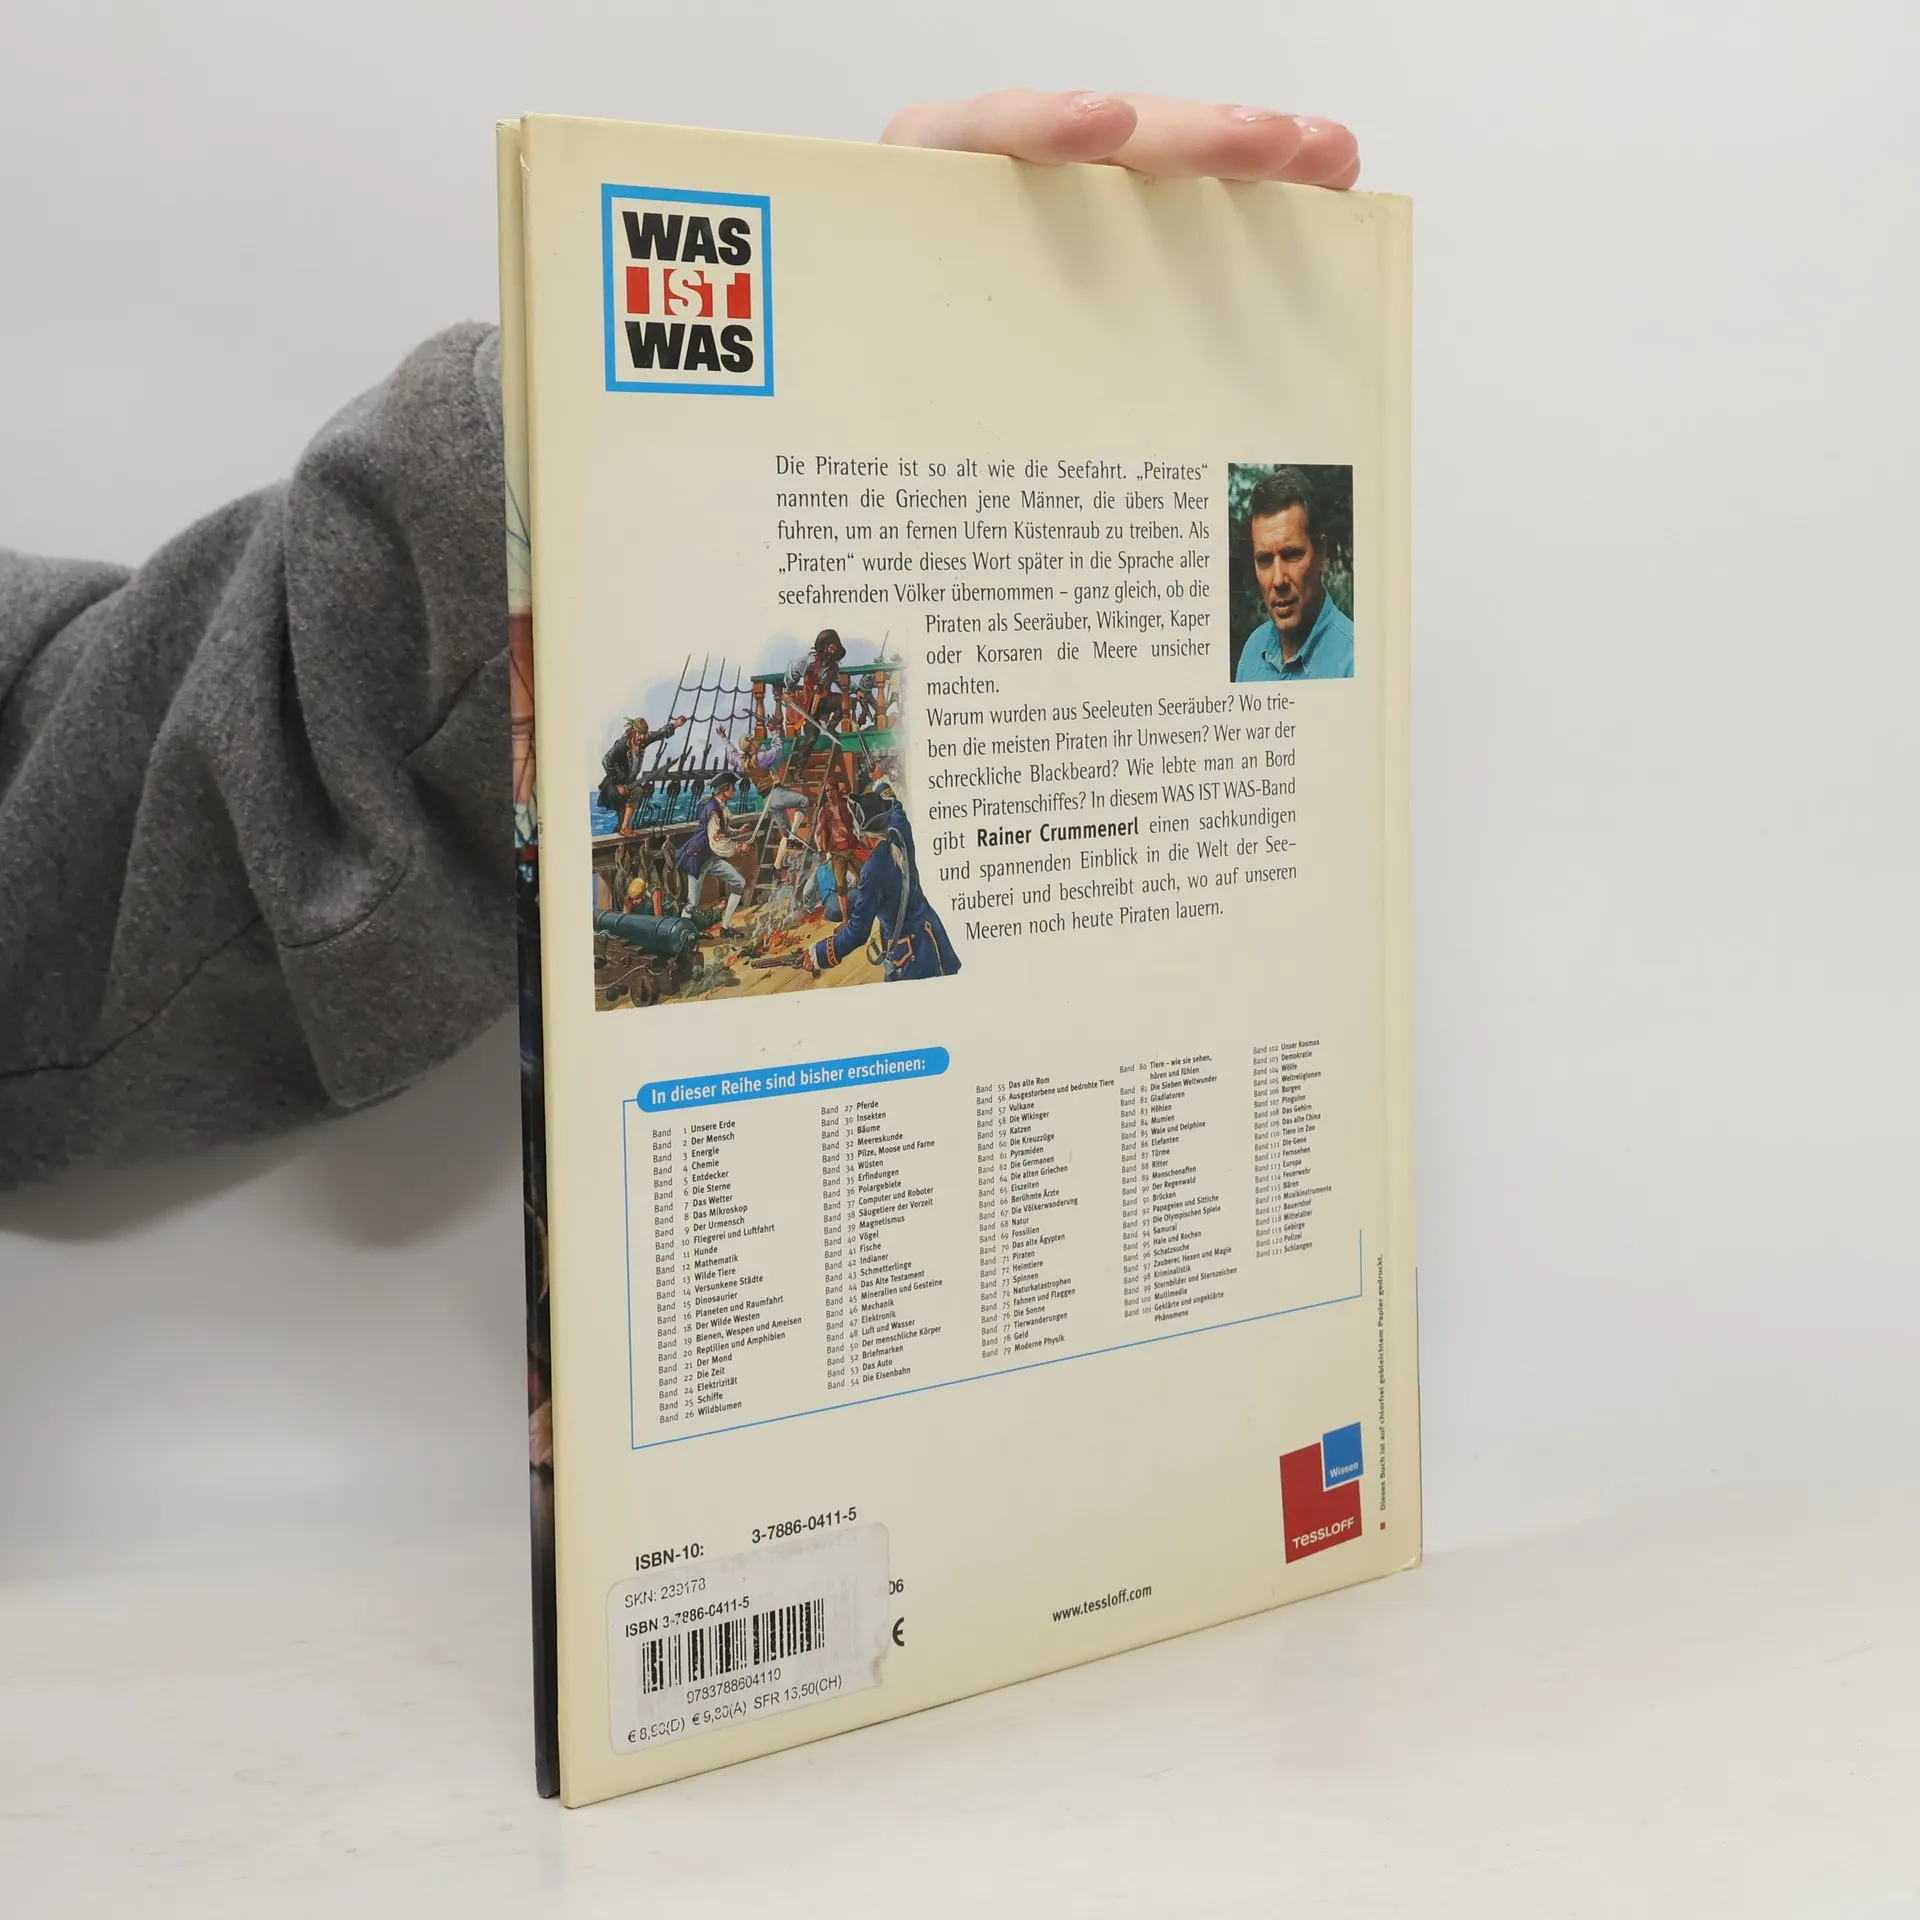 WAS
IST
WAS
Die Piraterie ist so alt wie die Seefahrt. „Peirates“
nannten die Griechen jene Männer, die übers Meer
fuhren, um an fernen Ufern Küstenraub zu treiben. Als
„Piraten“ wurde dieses Wort später in die Sprache aller
seefahrenden Völker übernommen – ganz gleich, ob die
Piraten als Seeräuber, Wikinger, Kaper
oder Korsaren die Meere unsicher
machten.
Warum wurden aus Seeleuten Seeräuber? Wo trie-
ben die meisten Piraten ihr Unwesen? Wer war der
schreckliche Blackbeard? Wie lebte man an Bord
eines Piratenschiffes? In diesem WAS IST WAS-Band
gibt Rainer Crummenerl einen sachkundigen
und spannenden Einblick in die Welt der See-
räuberei und beschreibt auch, wo auf unseren
Meeren noch heute Piraten lauern.
In dieser Reihe sind bisher erschienen:
Band 1 Unsere Erde
Band 2 Der Mensch
Band 3 Energie
Band 4 Chemie
Band 5 Entdecker
Band 6 Die Sterne
Band 7 Das Wetter
Band 8 Das Mikroskop
Band 9 Der Urmensch
Band 10 Fliegerei und Luftfahrt
Band 11 Hunde
Band 12 Mathematik
Band 13 Wilde Tiere
Band 14 Versunkene Städte
Band 15 Dinosaurier
Band 16 Planeten und Raumfahrt
Band 18 Der Wilde Westen
Band 19 Bienen, Wespen und Ameisen
Band 20 Reptilien und Amphibien
Band 21 Der Mond
Band 22 Die Zeit
Band 24 Elektrizität
Band 25 Schiffe
Band 26 Wildblumen
Band 27 Pferde
Band 30 Insekten
Band 31 Bäume
Band 32 Meereskunde
Band 33 Pilze, Moose und Farne
Band 34 Wüsten
Band 35 Erfindungen
Band 36 Polargebiete
Band 37 Computer und Roboter
Band 38 Säugetiere der Vorzeit
Band 39 Magnetismus
Band 40 Vögel
Band 41 Fische
Band 42 Indianer
Band 43 Schmetterlinge
Band 44 Das Alte Testament
Band 45 Mineralien und Gesteine
Band 46 Mechanik
Band 47 Elektronik
Band 48 Luft und Wasser
Band 50 Der menschliche Körper
Band 52 Briefmarken
Band 53 Das Auto
Band 54 Die Eisenbahn
Band 55 Das alte Rom
Band 56 Ausgestorbene und bedrohte Tiere
Band 57 Vulkane
Band 58 Die Wikinger
Band 59 Katzen
Band 60 Die Kreuzzüge
Band 61 Pyramiden
Band 62 Die Germanen
Band 64 Die alten Griechen
Band 65 Eiszeiten
Band 66 Berühmte Ärzte
Band 67 Die Völkerwanderung
Band 68 Natur
Band 69 Fossilien
Band 70 Das alte Ägypten
Band 71 Piraten
Band 72 Heimtiere
Band 73 Spinnen
Band 74 Naturkatastrophen
Band 75 Fahnen und Flaggen
Band 76 Die Sonne
Band 77 Tierwanderungen
Band 78 Geld
Band 79 Moderne Physik
Band 80 Tiere – wie sie sehen,
hören und fühlen
Band 81 Die Sieben Weltwunder
Band 82 Gladiatoren
Band 83 Höhlen
Band 84 Mumien
Band 85 Wale und Delphine
Band 86 Elefanten
Band 87 Türme
Band 88 Ritter
Band 89 Menschenaffen
Band 90 Der Regenwald
Band 91 Brücken
Band 92 Papageien und Sittiche
Band 93 Die Olympischen Spiele
Band 94 Samurai
Band 95 Haie und Rochen
Band 96 Schatzsuche
Band 97 Zauberer, Hexen und Magie
Band 98 Kriminalistik
Band 99 Sternbilder und Sternzeichen
Band 100 Multimedia
Band 101 Geklärte und ungeklärte
Phänomene
Band 102 Unser Kosmos
Band 103 Demokratie
Band 104 Wölfe
Band 105 Weltreligionen
Band 106 Burgen
Band 107 Pinguine
Band 108 Das Gehirn
Band 109 Das alte China
Band 110 Tiere im Zoo
Band 111 Die Gene
Band 112 Fernsehen
Band 113 Europa
Band 114 Feuerwehr
Band 115 Bären
Band 116 Musikinstrumente
Band 117 Bauernhof
Band 118 Mittelalter
Band 119 Gebirge
Band 120 Polizei
Band 121 Schlangen
Dieses Buch ist auf chlorfrei gebleichtem Papier gedruckt.
Wissen
TESSLOFF
www.tessloff.com
ISBN-10: 3-7886-0411-5
06
SKN: 239178
ISBN 3-7886-0411-5
9783788604110
€ 8,90(D) € 9,80(A) SFR 13,50(CH)